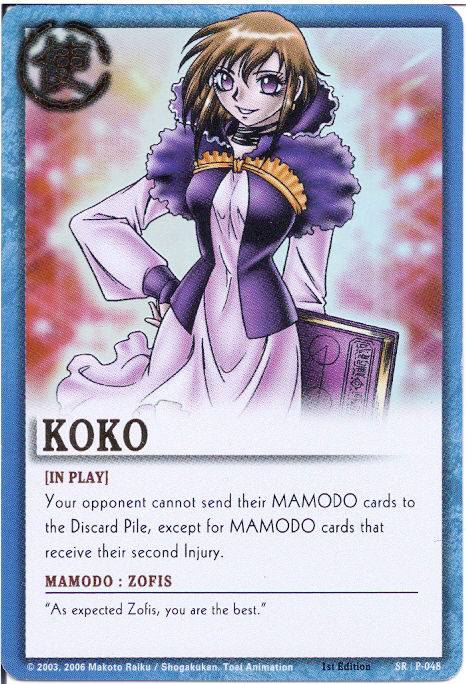 使
KOKO
[IN PLAY]
Your opponent cannot send their MAMODO cards to
the Discard Pile, except for MAMODO cards that
receive their second Injury.
MAMODO : ZOFIS
“As expected Zofis, you are the best.”
© 2003, 2006 Makoto Raiku / Shogakukan, Toei Animation 1st Edition SR P-048